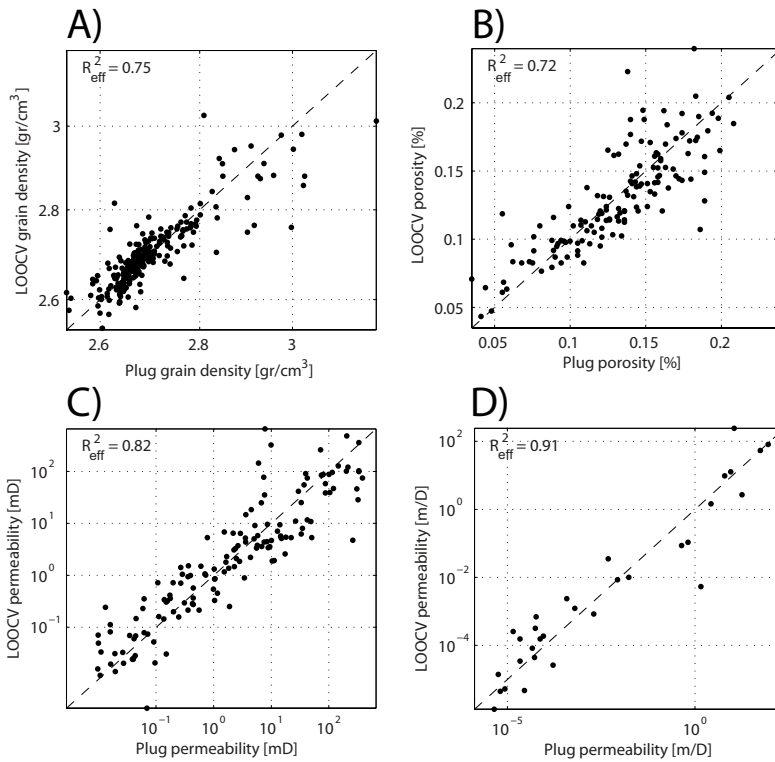 A)
R²eff = 0.75
LOOCV grain density [gr/cm³]
3
2.8
2.6
2.6
2.8
3
Plug grain density [gr/cm³]
B)
R²eff = 0.72
LOOCV porosity [%]
0.2
0.15
0.1
0.05
0.05
0.1
0.15
0.2
Plug porosity [%]
C)
R²eff = 0.82
LOOCV permeability [mD]
10²
10¹
10⁰
10⁻¹
10⁻¹
10⁰
10¹
10²
Plug permeability [mD]
D)
R²eff = 0.91
LOOCV permeability [m/D]
10²
10⁰
10⁻²
10⁻⁴
10⁻⁵
10⁰
Plug permeability [m/D]